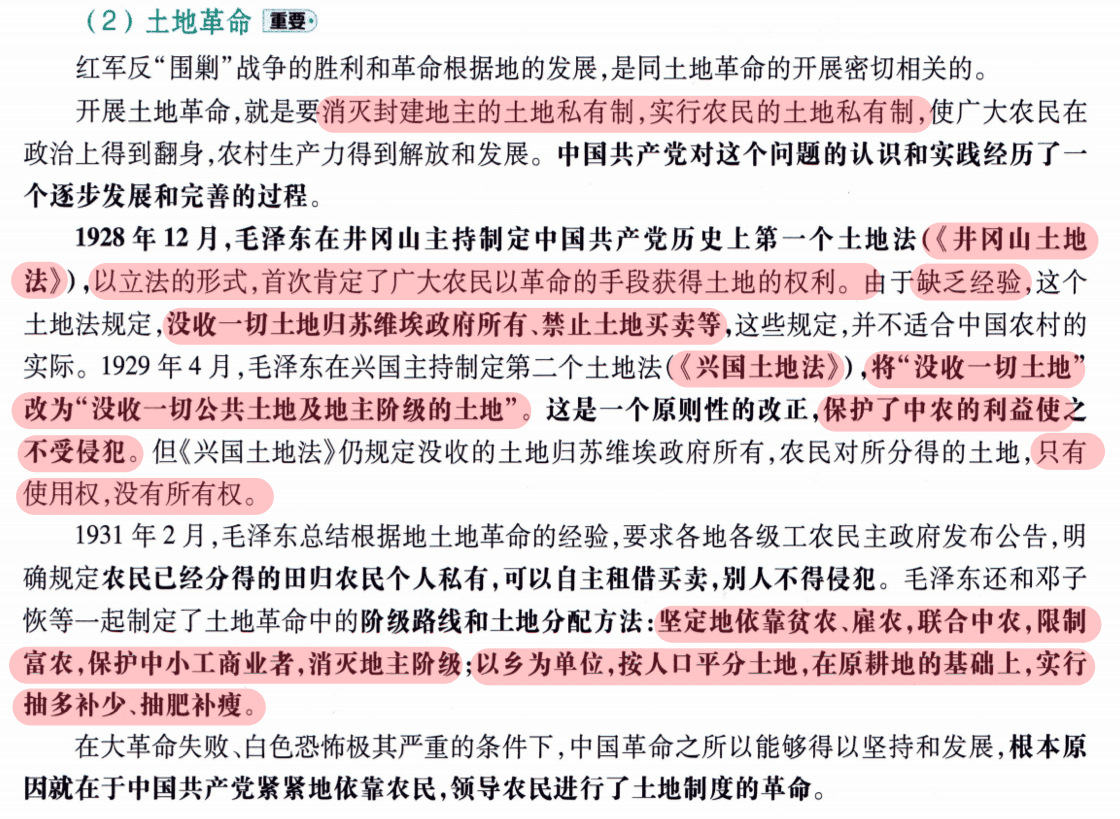 （2）土地革命 重要
红军反“围剿”战争的胜利和革命根据地的发展，是同土地革命的开展密切相关的。
开展土地革命，就是要消灭封建地主的土地私有制，实行农民的土地私有制，使广大农民在
政治上得到翻身，农村生产力得到解放和发展。中国共产党对这个问题的认识和实践经历了一
个逐步发展和完善的过程。
1928年12月，毛泽东在井冈山主持制定中国共产党历史上第一个土地法（《井冈山土地
法》），以立法的形式，首次肯定了广大农民以革命的手段获得土地的权利。由于缺乏经验，这个
土地法规定，没收一切土地归苏维埃政府所有、禁止土地买卖等，这些规定，并不适合中国农村的
实际。1929年4月，毛泽东在兴国主持制定第二个土地法（《兴国土地法》），将“没收一切土地”
改为“没收一切公共土地及地主阶级的土地”。这是一个原则性的改正，保护了中农的利益使之
不受侵犯。但《兴国土地法》仍规定没收的土地归苏维埃政府所有，农民对所分得的土地，只有
使用权，没有所有权。
1931年2月，毛泽东总结根据地土地革命的经验，要求各地各级工农民主政府发布公告，明
确规定农民已经分得的田归农民个人私有，可以自主租借买卖，别人不得侵犯。毛泽东还和邓子
恢等一起制定了土地革命中的阶级路线和土地分配方法：坚定地依靠贫农、雇农，联合中农，限制
富农，保护中小工商业者，消灭地主阶级；以乡为单位，按人口平分土地，在原耕地的基础上，实行
抽多补少、抽肥补瘦。
在大革命失败、白色恐怖极其严重的条件下，中国革命之所以能够得以坚持和发展，根本原
因就在于中国共产党紧紧地依靠农民，领导农民进行了土地制度的革命。